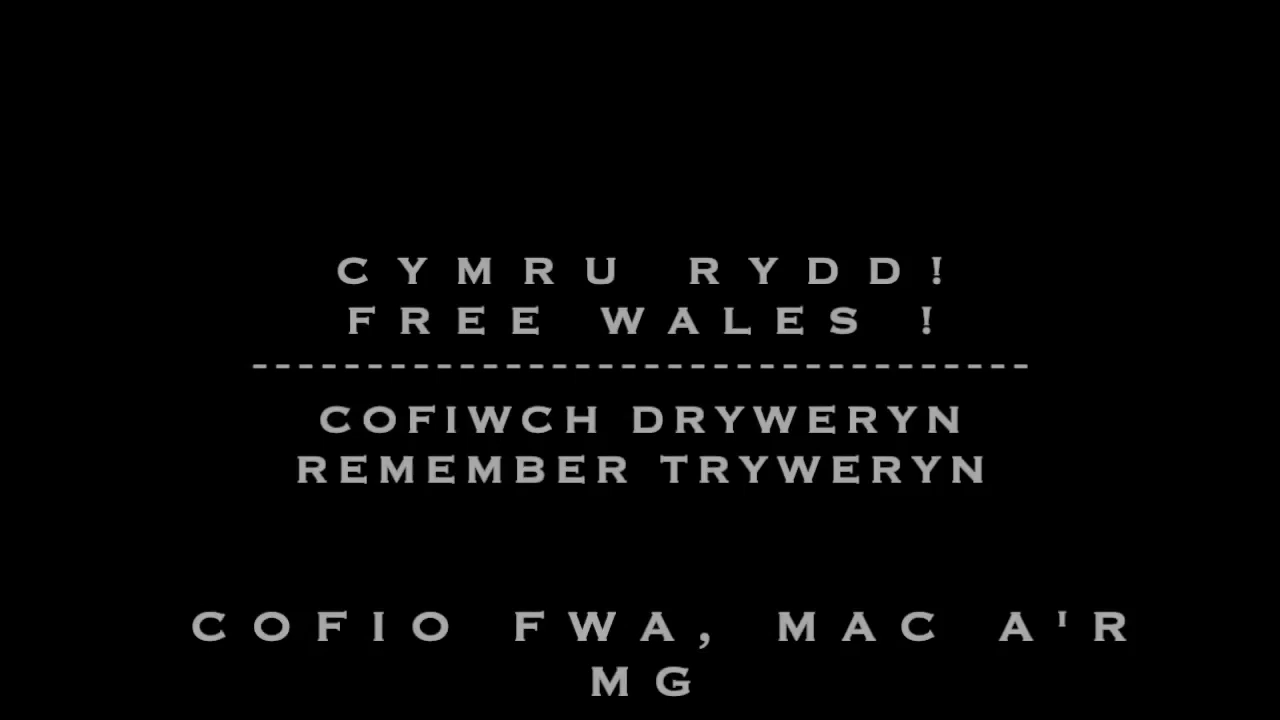 CYMRU RYDD!
FREE WALES !
----------------------------------
COFIWCH DRYWERYN
REMEMBER TRYWERYN
COFIO FWA, MAC A'R
MG